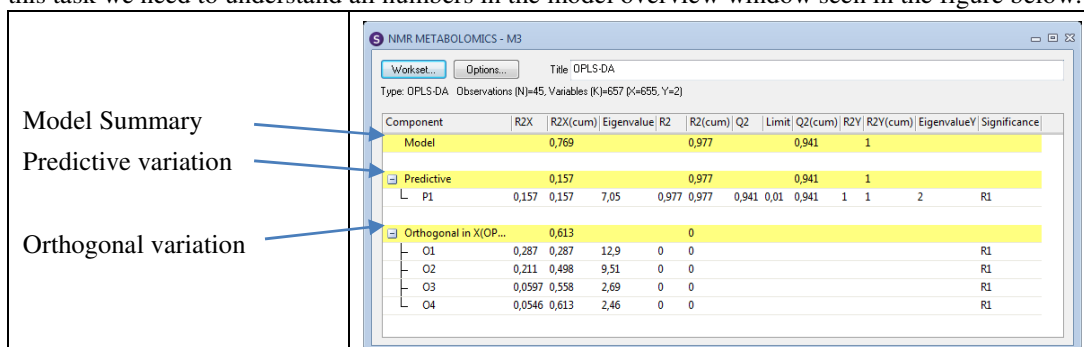 this task we need to understand all numbers in the model overview window seen in the figure below.
Model Summary
Predictive variation
Orthogonal variation
S NMR METABOLOMICS - M3
Workset... Options... Title OPLS-DA
Type: OPLS-DA Observations (N)=45, Variables (K)=657 (X=655, Y=2)
Component R2X R2X(cum) Eigenvalue R2 R2(cum) Q2 Limit Q2(cum) R2Y R2Y(cum) EigenvalueY Significance
Model 0,769 0,977 0,941 1
Predictive 0,157 0,977 0,941 1
P1 0,157 0,157 7,05 0,977 0,977 0,941 0,01 0,941 1 1 2 R1
Orthogonal in X(OP... 0,613 0
O1 0,287 0,287 12,9 0 0 R1
O2 0,211 0,498 9,51 0 0 R1
O3 0,0597 0,558 2,69 0 0 R1
O4 0,0546 0,613 2,46 0 0 R1